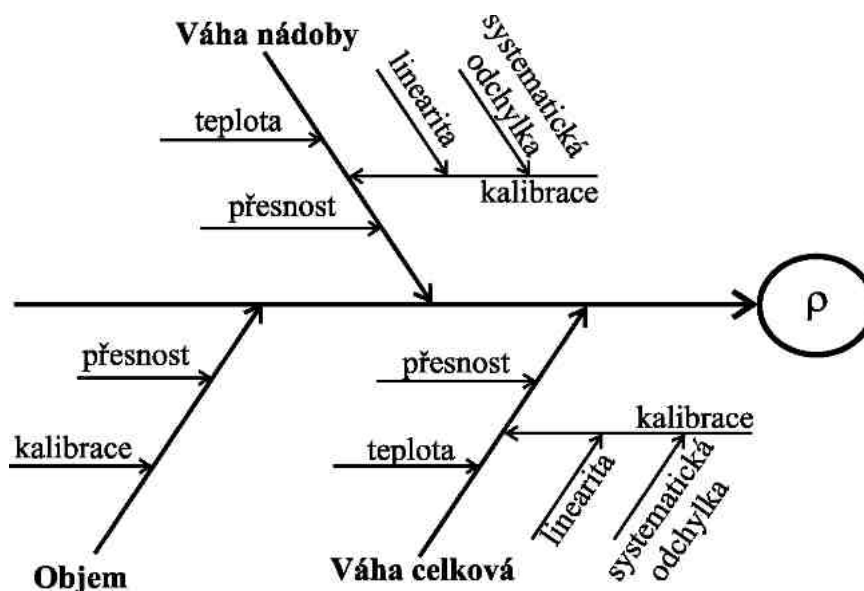 Váha nádoby
systematická
odchylka
linearita
teplota
kalibrace
přesnost
ρ
přesnost
přesnost
kalibrace
kalibrace
teplota
linearita
systematická
odchylka
Objem
Váha celková